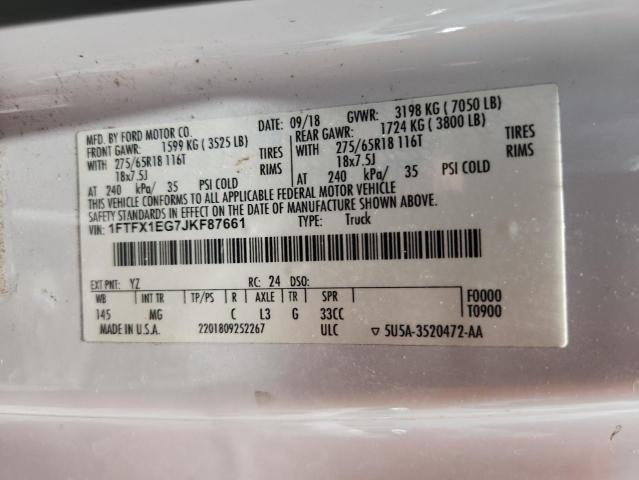 MFD. BY FORD MOTOR CO.
DATE: 09/18 GVWR: 3198 KG ( 7050 LB)
FRONT GAWR: 1599 KG ( 3525 LB)
REAR GAWR: 1724 KG ( 3800 LB)
WITH 275/65R18 116T TIRES
WITH 275/65R18 116T TIRES
18x7.5J RIMS
18x7.5J RIMS
AT 240 kPa/ 35 PSI COLD
AT 240 kPa/ 35 PSI COLD
THIS VEHICLE CONFORMS TO ALL APPLICABLE FEDERAL MOTOR VEHICLE
SAFETY STANDARDS IN EFFECT ON THE DATE OF MANUFACTURE SHOWN ABOVE.
VIN: 1FTFX1EG7JKF87661 TYPE: Truck
EXT PNT: YZ RC: 24 DSO:
WB INT TR TP/PS R AXLE TR SPR F0000
145 MG C L3 G 33CC T0900
MADE IN U.S.A. 2201809252267 ULC ▽ 5U5A-3520472-AA